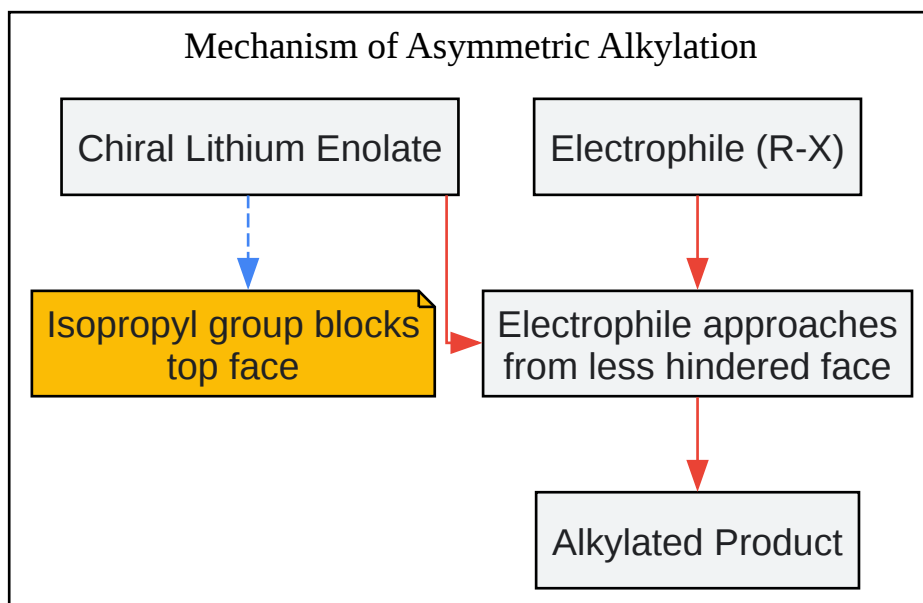 Mechanism of Asymmetric Alkylation
Chiral Lithium Enolate
Electrophile (R-X)
Isopropyl group blocks
top face
Electrophile approaches
from less hindered face
Alkylated Product